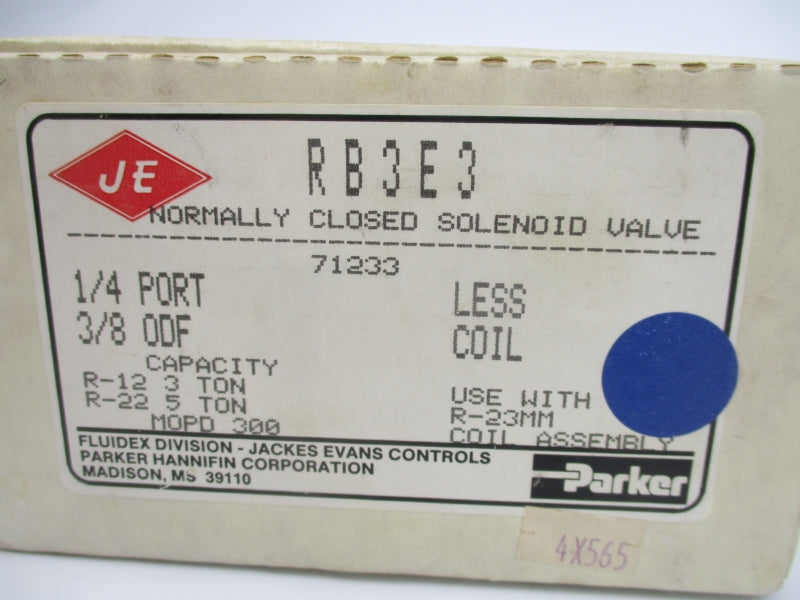 JE
RB3E3
NORMALLY CLOSED SOLENOID VALVE
71233
1/4 PORT
3/8 ODF
CAPACITY
R-12 3 TON
R-22 5 TON
MOPD 300
LESS
COIL
USE WITH
R-23MM
COIL ASSEMBLY
FLUIDEX DIVISION - JACKES EVANS CONTROLS
PARKER HANNIFIN CORPORATION
MADISON, MS 39110
Parker
4X565